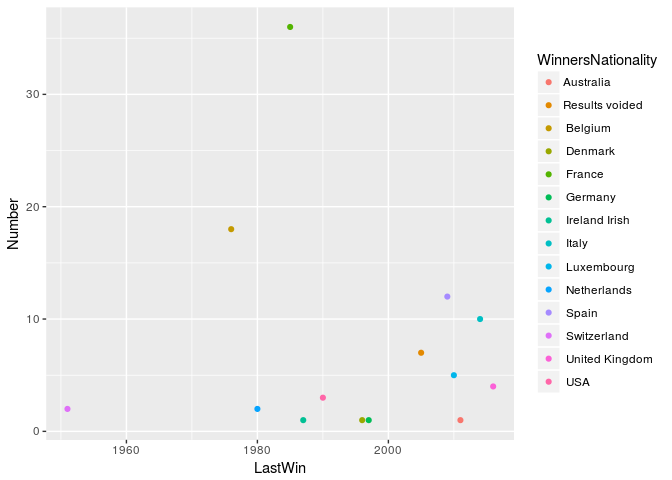 30
20
10
0
Number
1960 1980 2000
LastWin
WinnersNationality
Australia
Results voided
Belgium
Denmark
France
Germany
Ireland Irish
Italy
Luxembourg
Netherlands
Spain
Switzerland
United Kingdom
USA